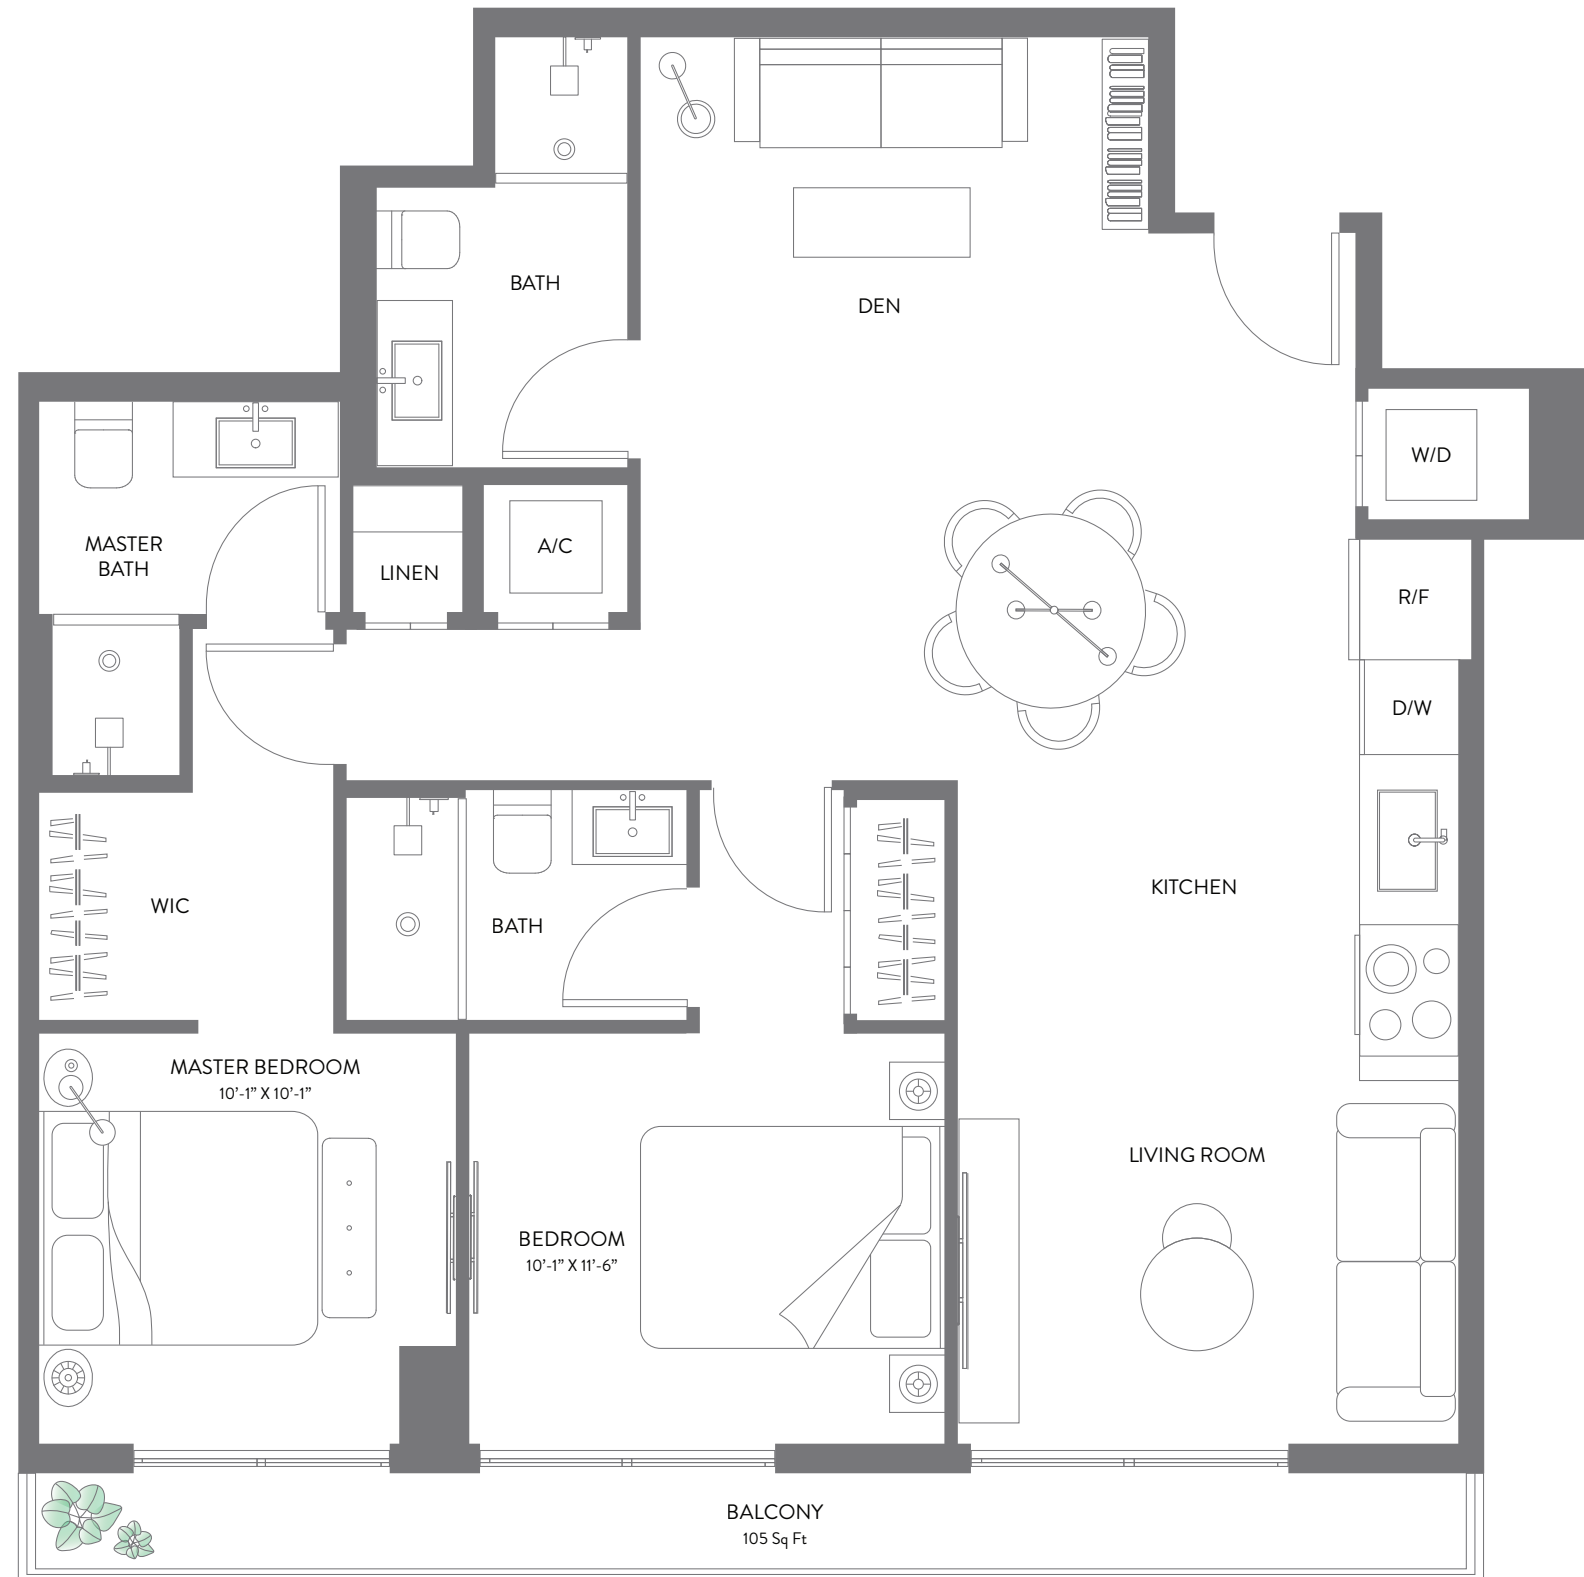 BATH
DEN
W/D
MASTER
BATH
LINEN
A/C
R/F
D/W
WIC
BATH
KITCHEN
MASTER BEDROOM
10’-1” X 10’-1”
LIVING ROOM
BEDROOM
10’-1” X 11’-6”
BALCONY
105 Sq Ft